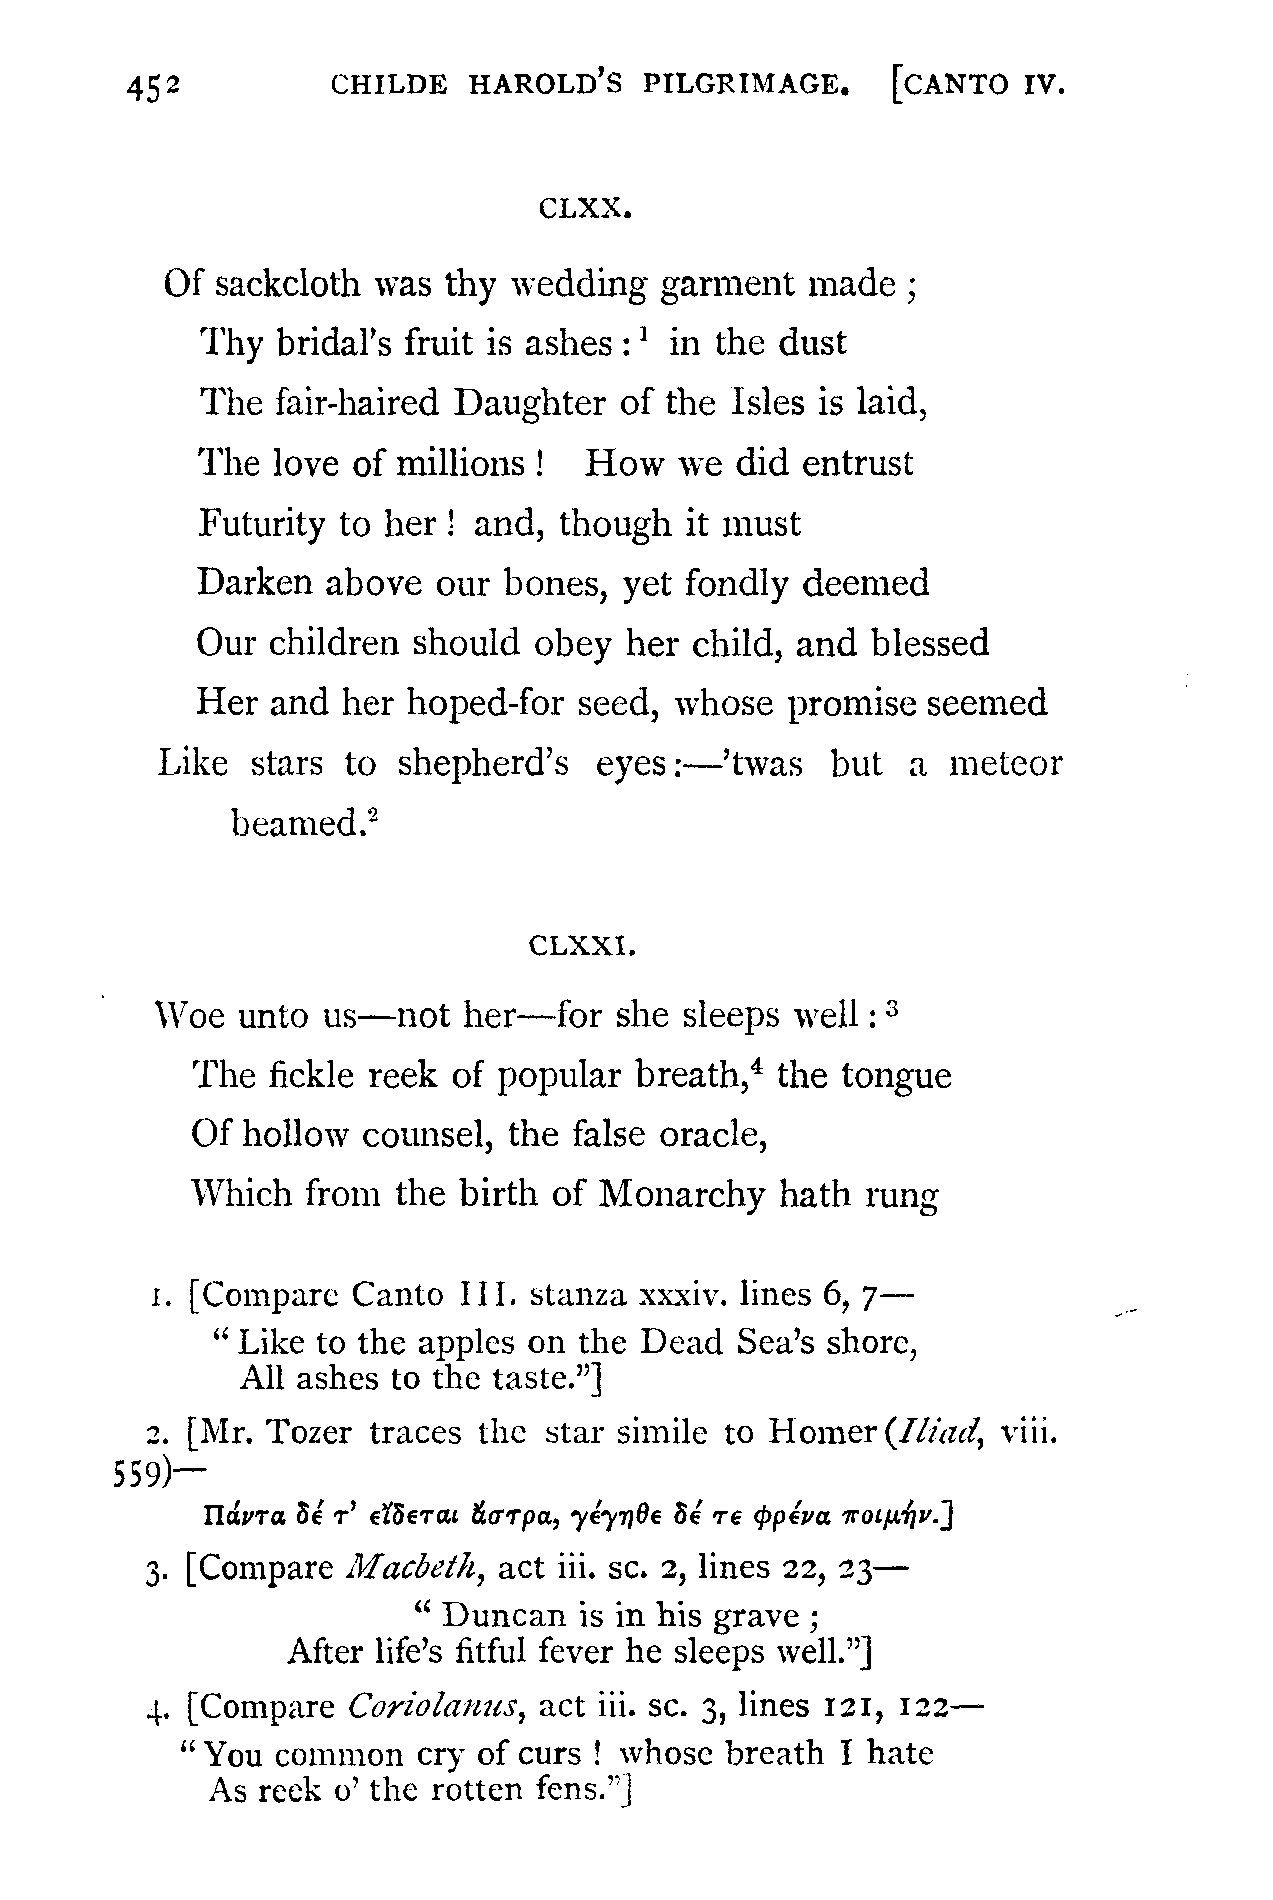 452 CHILDE HAROLD'S PILGRIMAGE. [CANTO IV.
CLXX.
Of sackcloth was thy wedding garment made ;
Thy bridal's fruit is ashes :¹ in the dust
The fair-haired Daughter of the Isles is laid,
The love of millions ! How we did entrust
Futurity to her ! and, though it must
Darken above our bones, yet fondly deemed
Our children should obey her child, and blessed
Her and her hoped-for seed, whose promise seemed
Like stars to shepherd's eyes :—'twas but a meteor
beamed.²
CLXXI.
Woe unto us—not her—for she sleeps well :³
The fickle reek of popular breath,⁴ the tongue
Of hollow counsel, the false oracle,
Which from the birth of Monarchy hath rung
1. [Compare Canto III. stanza xxxiv. lines 6, 7—
" Like to the apples on the Dead Sea's shore,
All ashes to the taste."]
2. [Mr. Tozer traces the star simile to Homer (Iliad, viii.
559)—
Πάντα δέ τ' εἴδεται ἄστρα, γέγηθε δέ τε φρένα ποιμήν.]
3. [Compare Macbeth, act iii. sc. 2, lines 22, 23—
" Duncan is in his grave ;
After life's fitful fever he sleeps well."]
4. [Compare Coriolanus, act iii. sc. 3, lines 121, 122—
" You common cry of curs ! whose breath I hate
As reek o' the rotten fens."]